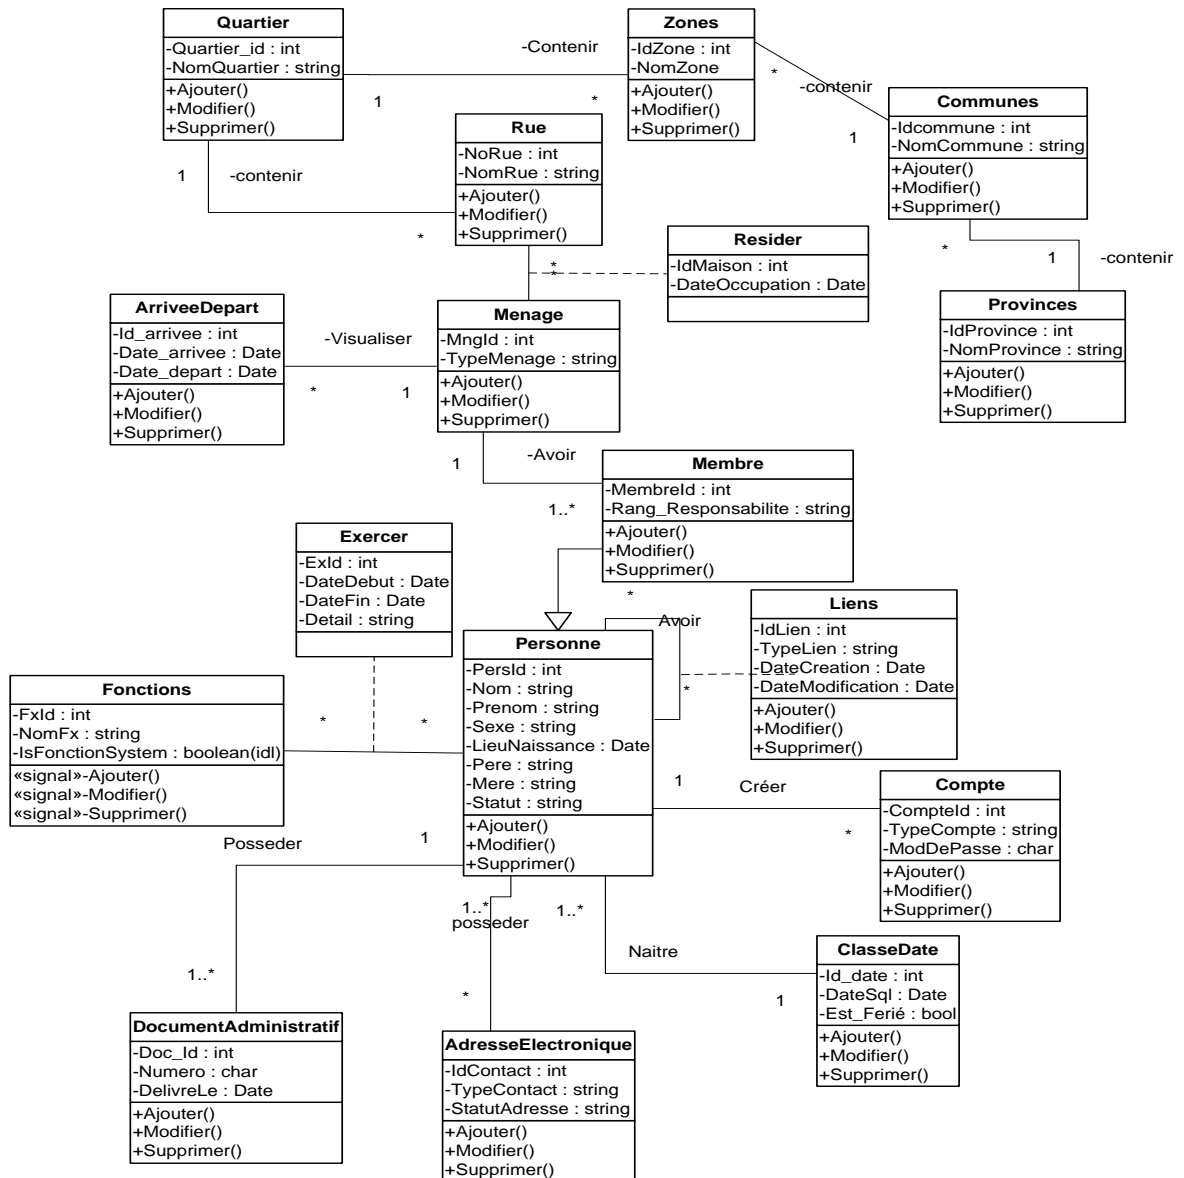 Quartier
-Quartier_id : int
-NomQuartier : string
+Ajouter()
+Modifier()
+Supprimer()
1
-Contenir
*
Zones
-IdZone : int
-NomZone
+Ajouter()
+Modifier()
+Supprimer()
*
-contenir
1
Communes
-Idcommune : int
-NomCommune : string
+Ajouter()
+Modifier()
+Supprimer()
1
-contenir
*
Rue
-NoRue : int
-NomRue : string
+Ajouter()
+Modifier()
+Supprimer()
*
1
-contenir
Provinces
-IdProvince : int
-NomProvince : string
+Ajouter()
+Modifier()
+Supprimer()
*
*
Resider
-IdMaison : int
-DateOccupation : Date
ArriveeDepart
-Id_arrivee : int
-Date_arrivee : Date
-Date_depart : Date
+Ajouter()
+Modifier()
+Supprimer()
-Visualiser
*
1
Menage
-MngId : int
-TypeMenage : string
+Ajouter()
+Modifier()
+Supprimer()
1
-Avoir
1..*
Membre
-MembreId : int
-Rang_Responsabilite : string
+Ajouter()
+Modifier()
+Supprimer()
Exercer
-ExId : int
-DateDebut : Date
-DateFin : Date
-Detail : string
*
Avoir
*
Liens
-IdLien : int
-TypeLien : string
-DateCreation : Date
-DateModification : Date
+Ajouter()
+Modifier()
+Supprimer()
Fonctions
-FxId : int
-NomFx : string
-IsFonctionSystem : boolean(idl)
«signal»-Ajouter()
«signal»-Modifier()
«signal»-Supprimer()
*
*
Personne
-PersId : int
-Nom : string
-Prenom : string
-Sexe : string
-LieuNaissance : Date
-Pere : string
-Mere : string
-Statut : string
+Ajouter()
+Modifier()
+Supprimer()
1
Créer
*
Compte
-CompteId : int
-TypeCompte : string
-ModDePasse : char
+Ajouter()
+Modifier()
+Supprimer()
Posseder
1
1..*
1..*
posseder
*
1..*
Naitre
1
ClasseDate
-Id_date : int
-DateSql : Date
-Est_Ferié : bool
+Ajouter()
+Modifier()
+Supprimer()
DocumentAdministratif
-Doc_Id : int
-Numero : char
-DelivreLe : Date
+Ajouter()
+Modifier()
+Supprimer()
AdresseElectronique
-IdContact : int
-TypeContact : string
-StatutAdresse : string
+Ajouter()
+Modifier()
+Supprimer()